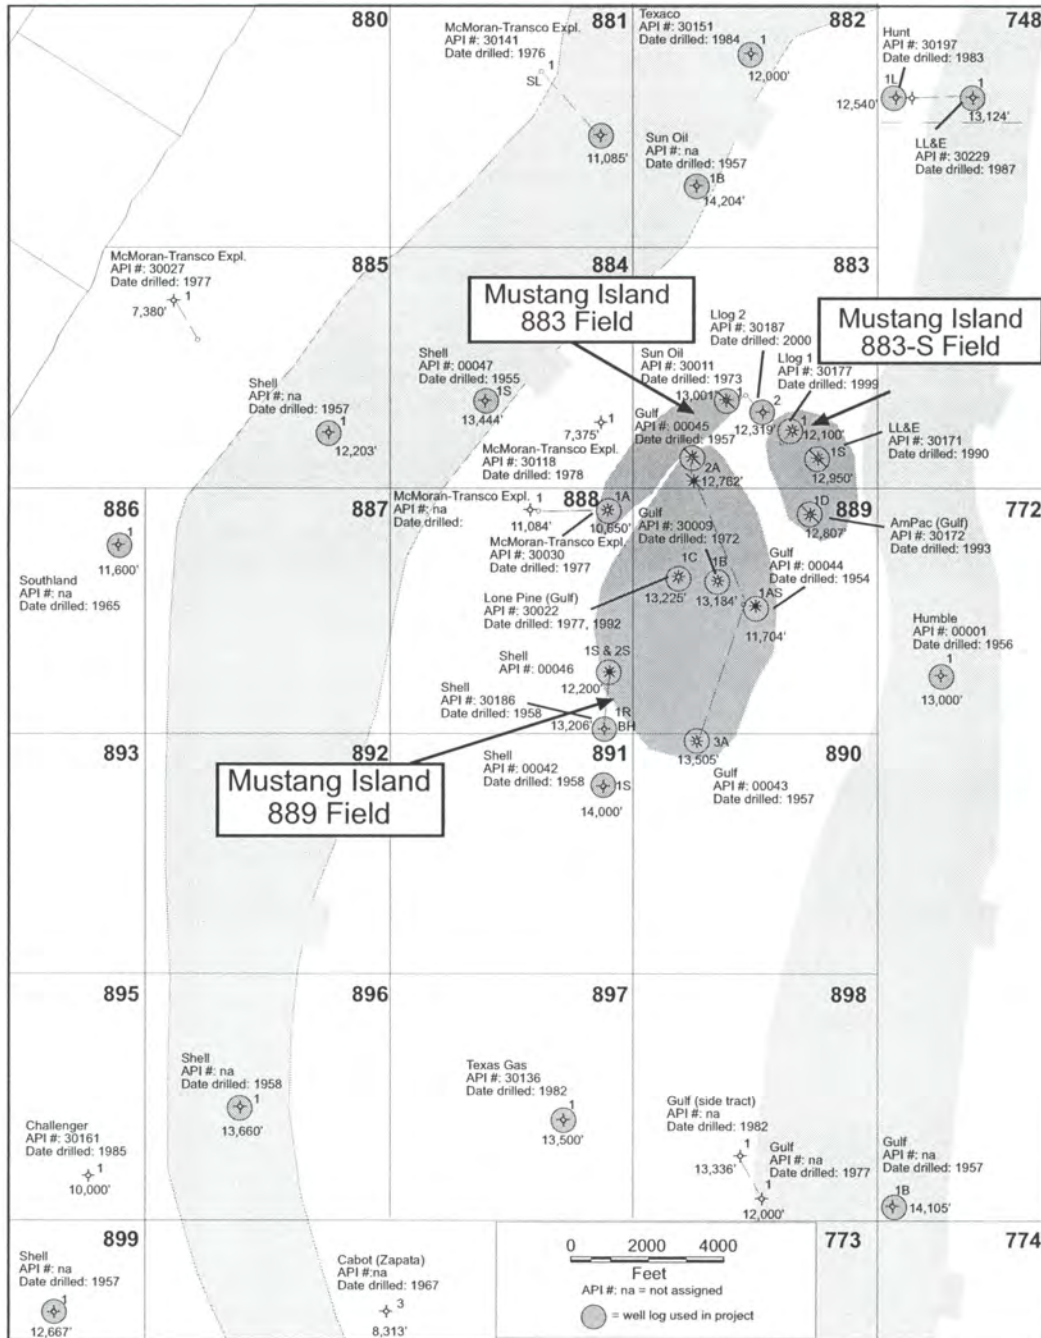 880
McMoran-Transco Expl.
API #: 30141
Date drilled: 1976
1
SL
881
11,085'
Texaco
API #: 30151
Date drilled: 1984
1
12,000'
882
748
Hunt
API #: 30197
Date drilled: 1983
1L
12,540'
1
13,124'
LL&E
API #: 30229
Date drilled: 1987
Sun Oil
API #: na
Date drilled: 1957
1B
14,204'
McMoran-Transco Expl.
API #: 30027
Date drilled: 1977
1
7,380'
885
884
883
Mustang Island
883 Field
Mustang Island
883-S Field
Llog 2
API #: 30187
Date drilled: 2000
2
12,319'
Llog 1
API #: 30177
Date drilled: 1999
1
12,100'
Sun Oil
API #: 30011
Date drilled: 1973
13,001'
1
Shell
API #: 00047
Date drilled: 1955
1S
13,444'
Shell
API #: na
Date drilled: 1957
1
12,203'
7,375'
1
McMoran-Transco Expl.
API #: 30118
Date drilled: 1978
Gulf
API #: 00045
Date drilled: 1957
2A
12,762'
LL&E
API #: 30171
Date drilled: 1990
1S
12,950'
886
887
888
889
772
McMoran-Transco Expl.
API #: na
Date drilled:
1
11,084'
1A
10,650'
McMoran-Transco Expl.
API #: 30030
Date drilled: 1977
Gulf
API #: 30009
Date drilled: 1972
1B
13,184'
1D
12,807'
AmPac (Gulf)
API #: 30172
Date drilled: 1993
1
11,600'
Southland
API #: na
Date drilled: 1965
1C
13,225'
Lone Pine (Gulf)
API #: 30022
Date drilled: 1977, 1992
Gulf
API #: 00044
Date drilled: 1954
1AS
11,704'
Humble
API #: 00001
Date drilled: 1956
1
13,000'
1S & 2S
Shell
API #: 00046
12,200'
Shell
API #: 30186
Date drilled: 1958
1R
13,206'
BH
893
892
891
890
Mustang Island
889 Field
Shell
API #: 00042
Date drilled: 1958
1S
14,000'
3A
13,505'
Gulf
API #: 00043
Date drilled: 1957
895
896
897
898
Shell
API #: na
Date drilled: 1958
1
13,660'
Texas Gas
API #: 30136
Date drilled: 1982
1
13,500'
Gulf (side tract)
API #: na
Date drilled: 1982
1
13,336'
Gulf
API #: na
Date drilled: 1977
1
12,000'
Gulf
API #: na
Date drilled: 1957
1B
14,105'
Challenger
API #: 30161
Date drilled: 1985
1
10,000'
899
773
774
Shell
API #: na
Date drilled: 1957
1
12,667'
Cabot (Zapata)
API #:na
Date drilled: 1967
3
8,313'
0 2000 4000
Feet
API #: na = not assigned
= well log used in project